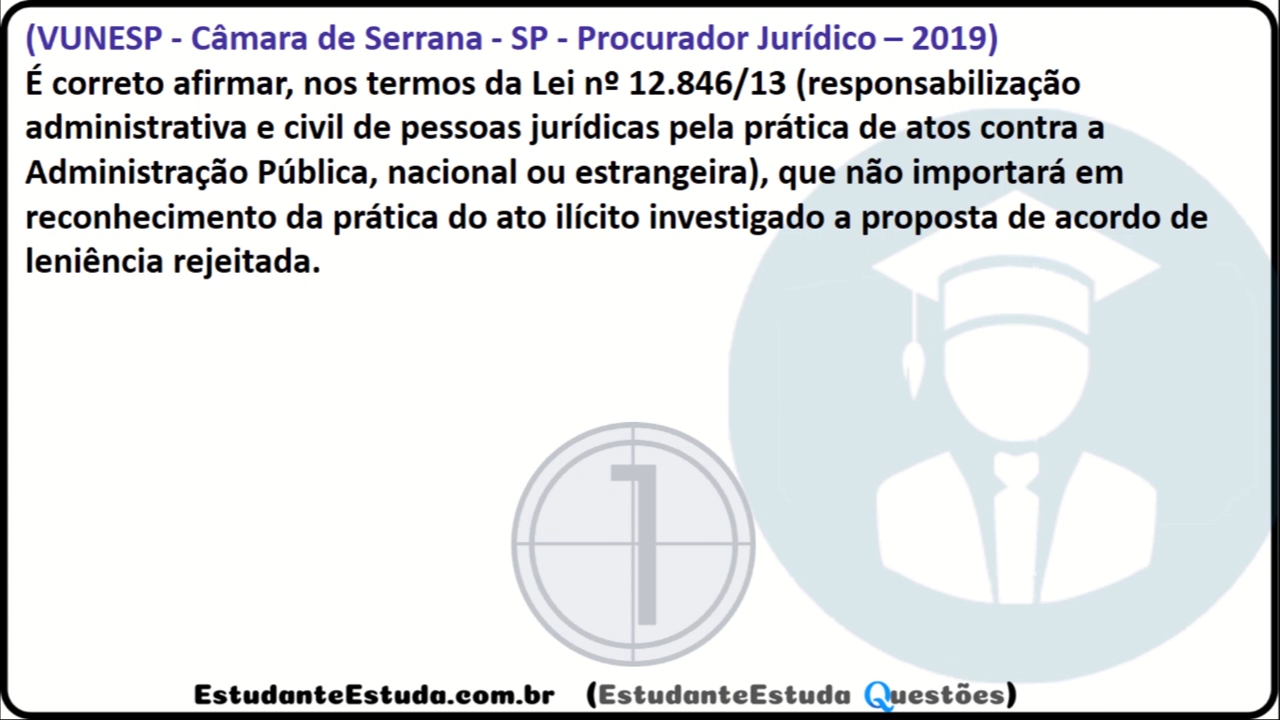 (VUNESP - Câmara de Serrana - SP - Procurador Jurídico – 2019)
É correto afirmar, nos termos da Lei nº 12.846/13 (responsabilização
administrativa e civil de pessoas jurídicas pela prática de atos contra a
Administração Pública, nacional ou estrangeira), que não importará em
reconhecimento da prática do ato ilícito investigado a proposta de acordo de
leniência rejeitada.
1
EstudanteEstuda.com.br (EstudanteEstuda Questões)